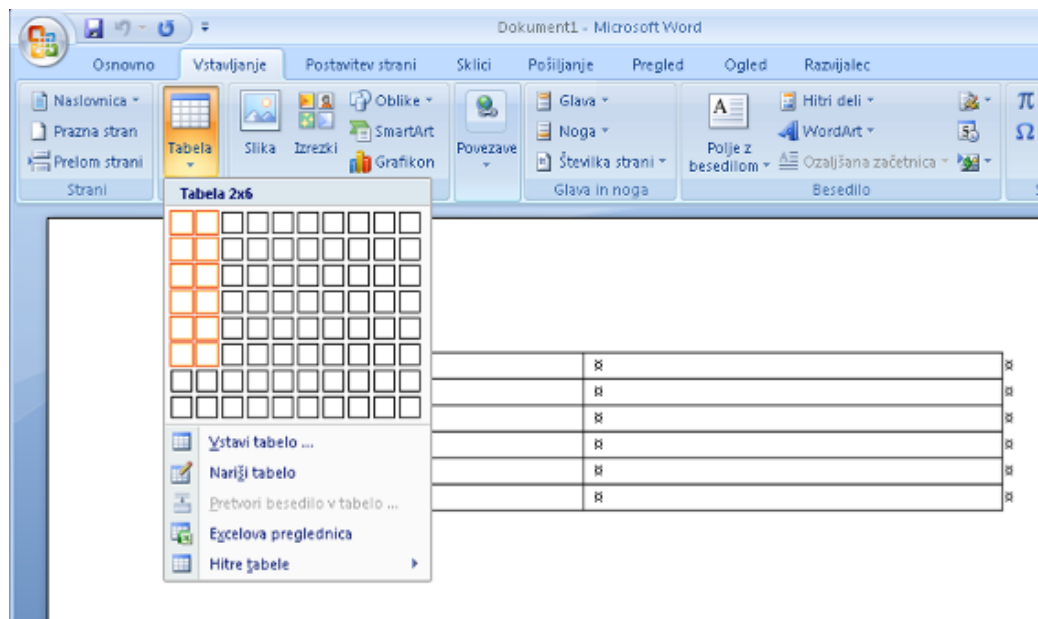 Dokument1 - Microsoft Word
Osnovno Vstavljanje Postavitev strani Sklici Pošiljanje Pregled Ogled Razvijalec
Naslovnica
Prazna stran
Prelom strani
Strani
Tabela
Slika
Izrezki
Oblike
SmartArt
Grafikon
Povezave
Glava
Noga
Številka strani
Glava in noga
Polje z
besedilom
Hitri deli
WordArt
Ozaljšana začetnica
Besedilo
π
Ω
Tabela 2x6
Vstavi tabelo ...
Nariši tabelo
Pretvori besedilo v tabelo ...
Excelova preglednica
Hitre tabele
¤ ¤
¤ ¤
¤ ¤
¤ ¤
¤ ¤
¤ ¤